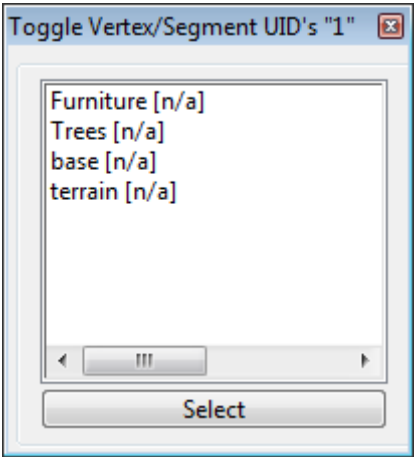 Toggle Vertex/Segment UID's "1"
Furniture [n/a]
Trees [n/a]
base [n/a]
terrain [n/a]
Select